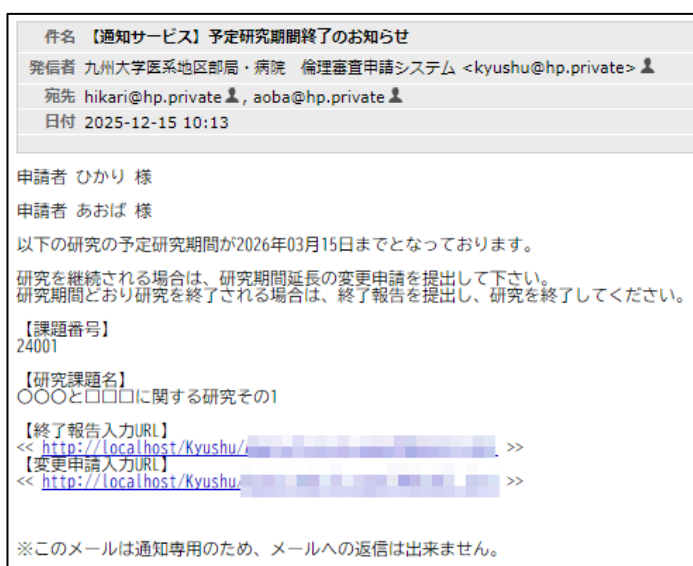 件名 【通知サービス】予定研究期間終了のお知らせ
発信者 九州大学医系地区部局・病院 倫理審査申請システム <kyushu@hp.private>
宛先 hikari@hp.private , aoba@hp.private
日付 2025-12-15 10:13
申請者 ひかり 様
申請者 あおば 様
以下の研究の予定研究期間が2026年03月15日までとなっております。
研究を継続される場合は、研究期間延長の変更申請を提出して下さい。
研究期間どおり研究を終了される場合は、終了報告を提出し、研究を終了してください。
【課題番号】
24001
【研究課題名】
〇〇〇と□□□に関する研究その1
【終了報告入力URL】
<< http://localhost/Kyushu/ >>
【変更申請入力URL】
<< http://localhost/Kyushu/ >>
※このメールは通知専用のため、メールへの返信は出来ません。